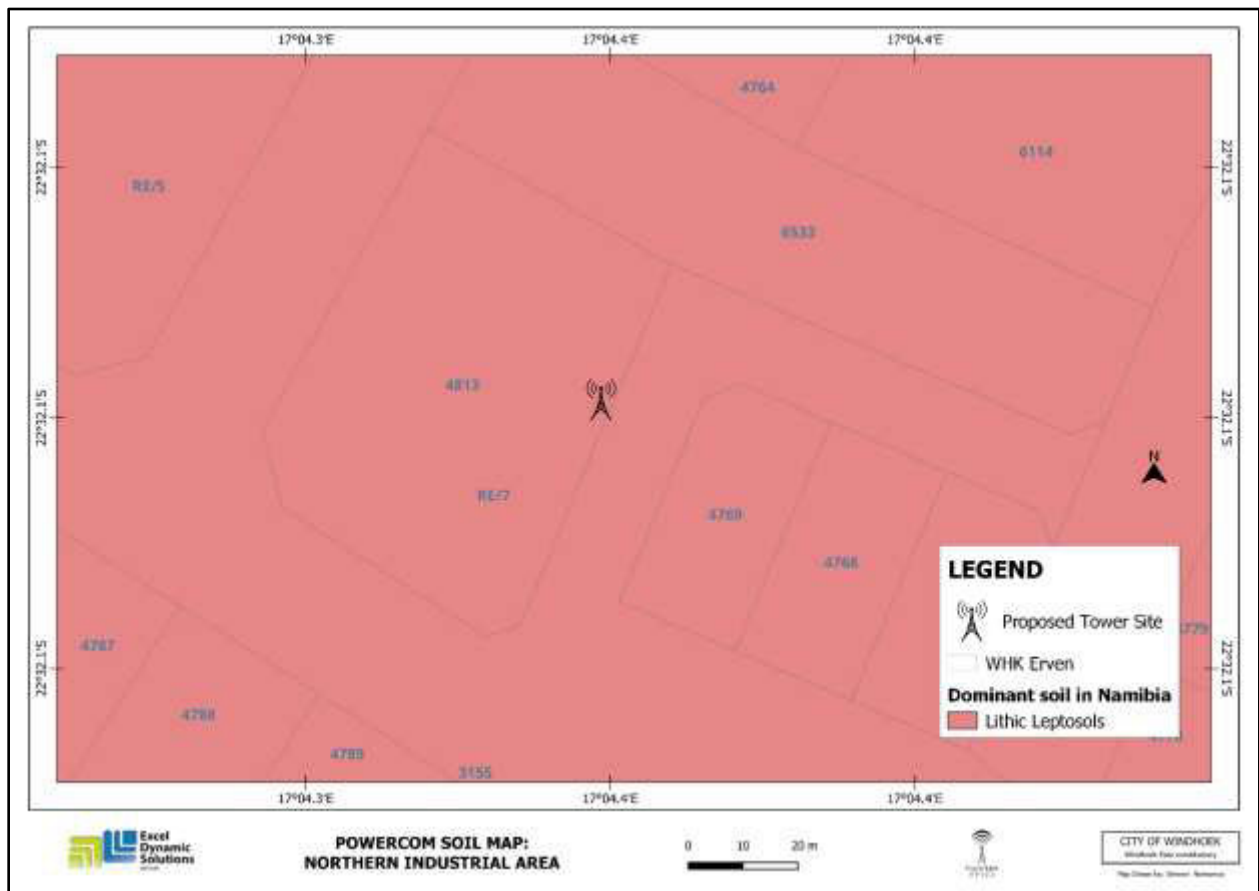 17°04.3'E 17°04.4'E 17°04.4'E
4764
22°32.1'S 22°32.1'S
6114
RE/5
6533
4813
22°32.1'S 22°32.1'S
N
RE/7
4769
4768
LEGEND
Proposed Tower Site
WHK Erven
Dominant soil in Namibia
Lithic Leptosols
4779
4787
22°32.1'S 22°32.1'S
4788
4789
3155
17°04.3'E 17°04.4'E 17°04.4'E
Excel
Dynamic
Solutions
POWERCOM SOIL MAP:
NORTHERN INDUSTRIAL AREA
0 10 20 m
CITY OF WINDHOEK